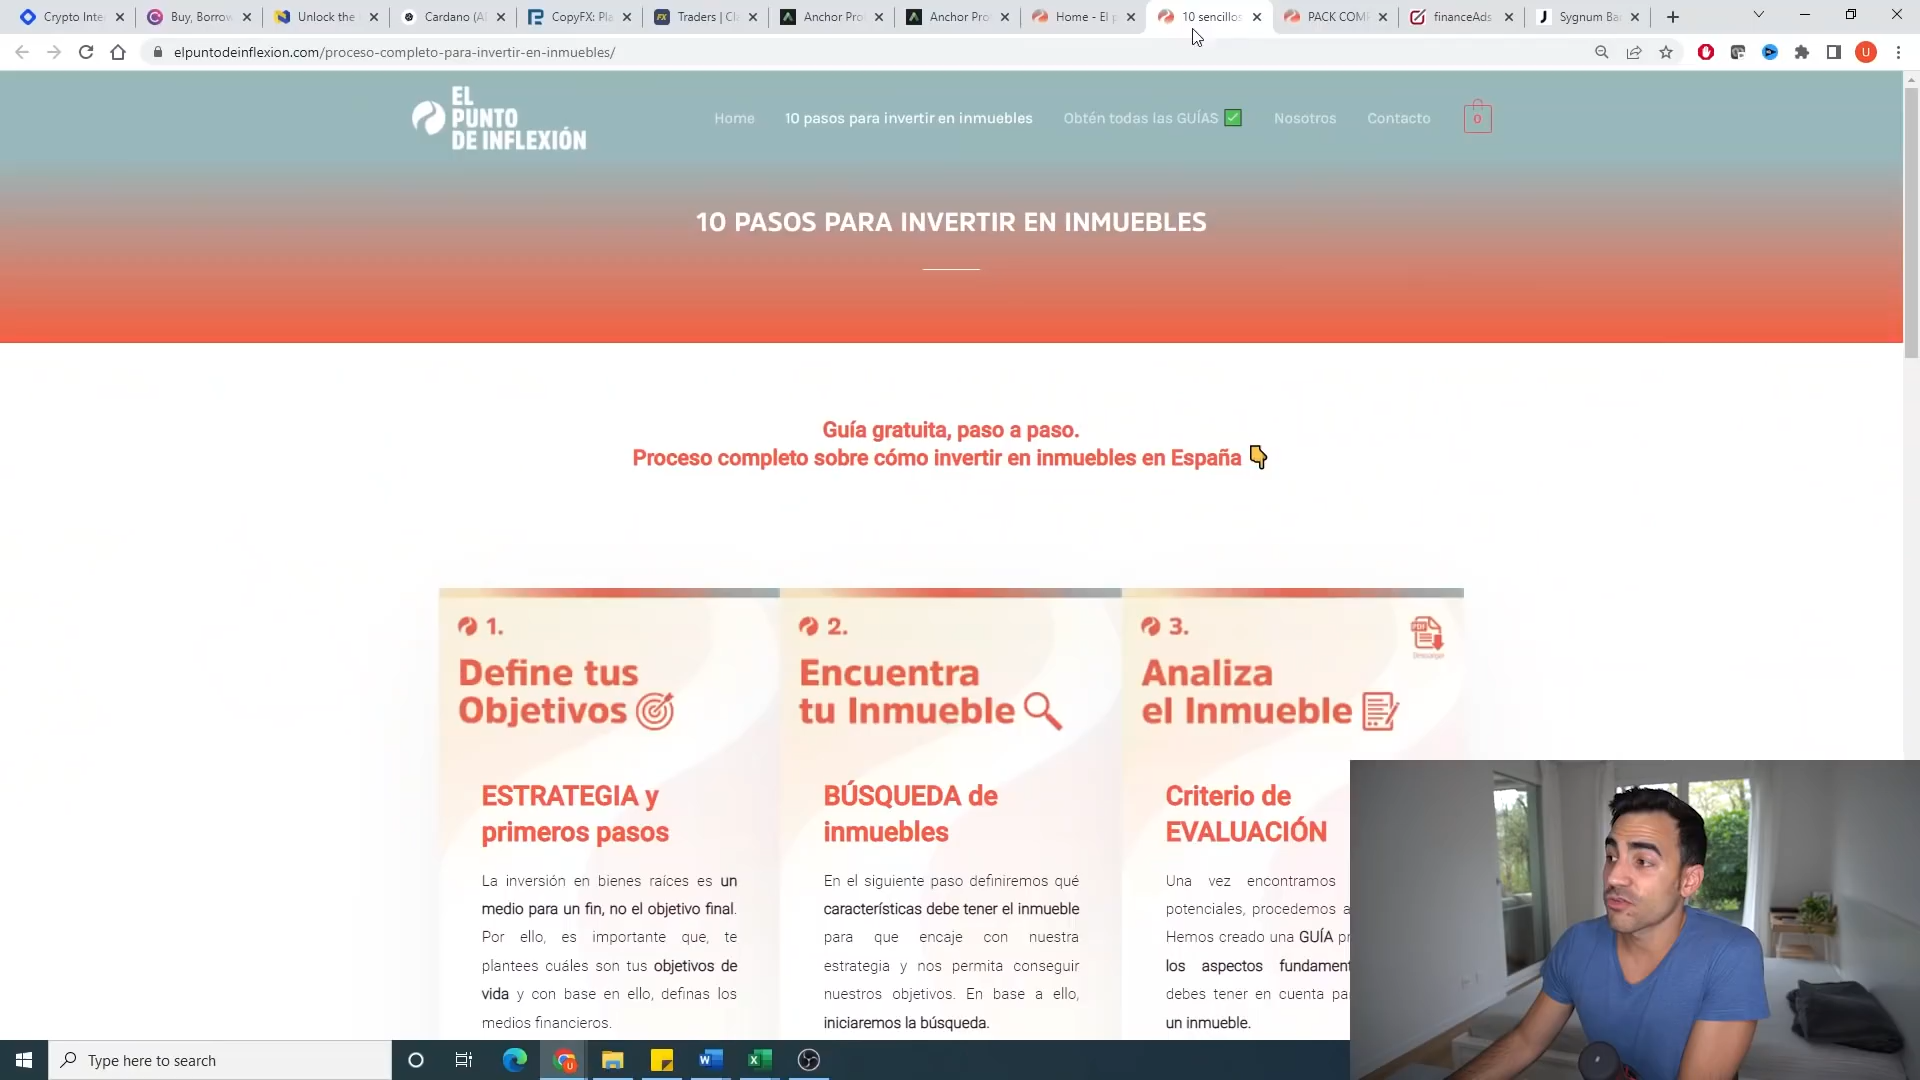 Crypto Inte
Buy, Borrow
Unlock the
Cardano (A
CopyFX: Pla
Traders | Cl
Anchor Pro
Anchor Pro
Home - El p
10 sencillos
PACK COM
financeAds
Sygnum Ba
elpuntodeinflexion.com/proceso-completo-para-invertir-en-inmuebles/
U
EL
PUNTO
DE INFLEXIÓN
Home
10 pasos para invertir en inmuebles
Obtén todas las GUÍAS ✅
Nosotros
Contacto
0
10 PASOS PARA INVERTIR EN INMUEBLES
Guía gratuita, paso a paso.
Proceso completo sobre cómo invertir en inmuebles en España 👇
1.
Define tus
Objetivos
ESTRATEGIA y
primeros pasos
La inversión en bienes raíces es un
medio para un fin, no el objetivo final.
Por ello, es importante que, te
plantees cuáles son tus objetivos de
vida y con base en ello, definas los
medios financieros.
2.
Encuentra
tu Inmueble
BÚSQUEDA de
inmuebles
En el siguiente paso definiremos qué
características debe tener el inmueble
para que encaje con nuestra
estrategia y nos permita conseguir
nuestros objetivos. En base a ello,
iniciaremos la búsqueda.
3.
PDF
Descargar
Analiza
el Inmueble
Criterio de
EVALUACIÓN
Una vez encontramos
potenciales, procedemos a
Hemos creado una GUÍA pr
los aspectos fundament
debes tener en cuenta pa
un inmueble.
Type here to search